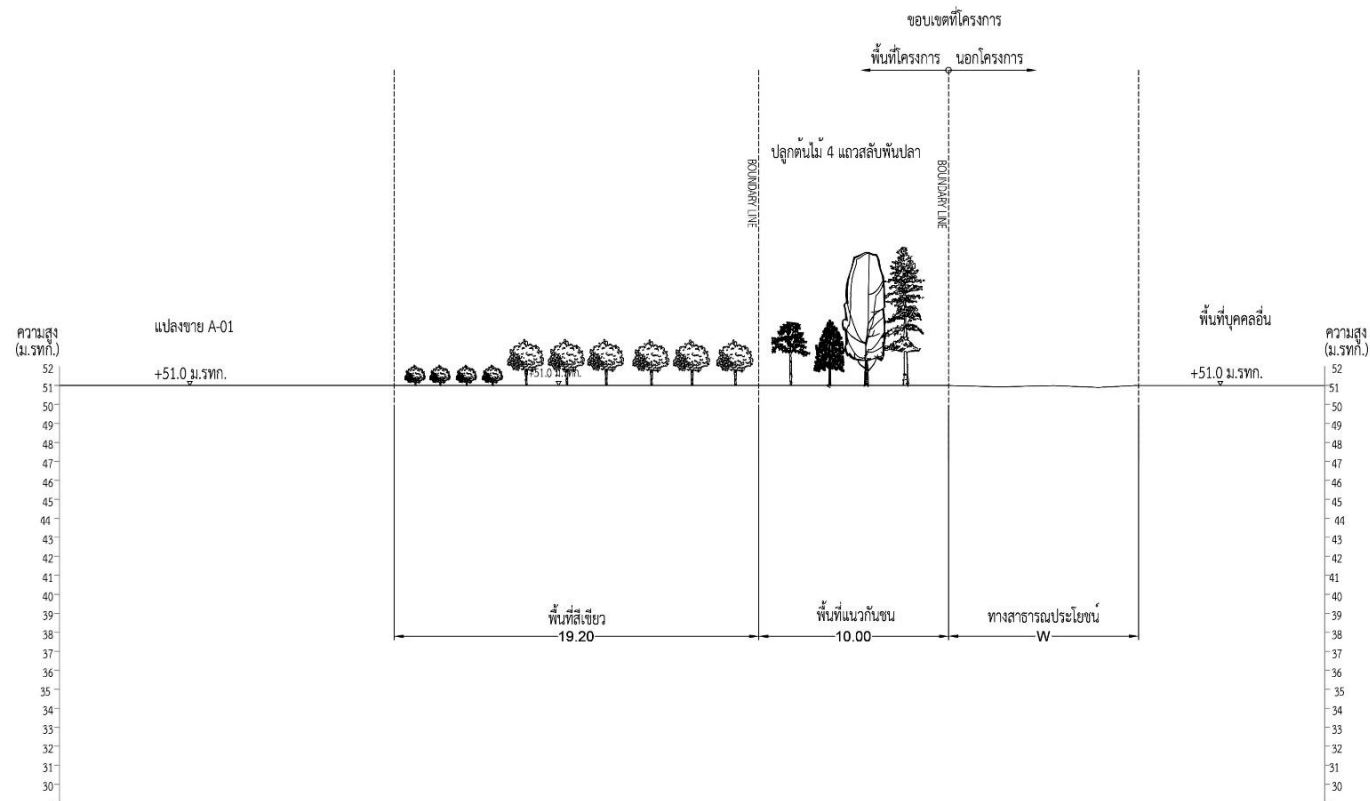 ขอบเขตที่โครงการ
พื้นที่โครงการ นอกโครงการ
ปลูกต้นไม้ 4 แถวสลับฟันปลา
BOUNDARY LINE
BOUNDARY LINE
แปลงขาย A-01
พื้นที่บุคคลอื่น
ความสูง
(ม.รทก.)
ความสูง
(ม.รทก.)
+51.0 ม.รทก.
+51.0 ม.รทก.
+51.0 ม.รทก.
52 52
51 51
50 50
49 49
48 48
47 47
46 46
45 45
44 44
43 43
42 42
41 41
40 40
39 39
พื้นที่สีเขียว พื้นที่แนวกันชน ทางสาธารณประโยชน์
38 38
19.20 10.00 W
37 37
36 36
35 35
34 34
33 33
32 32
31 31
30 30